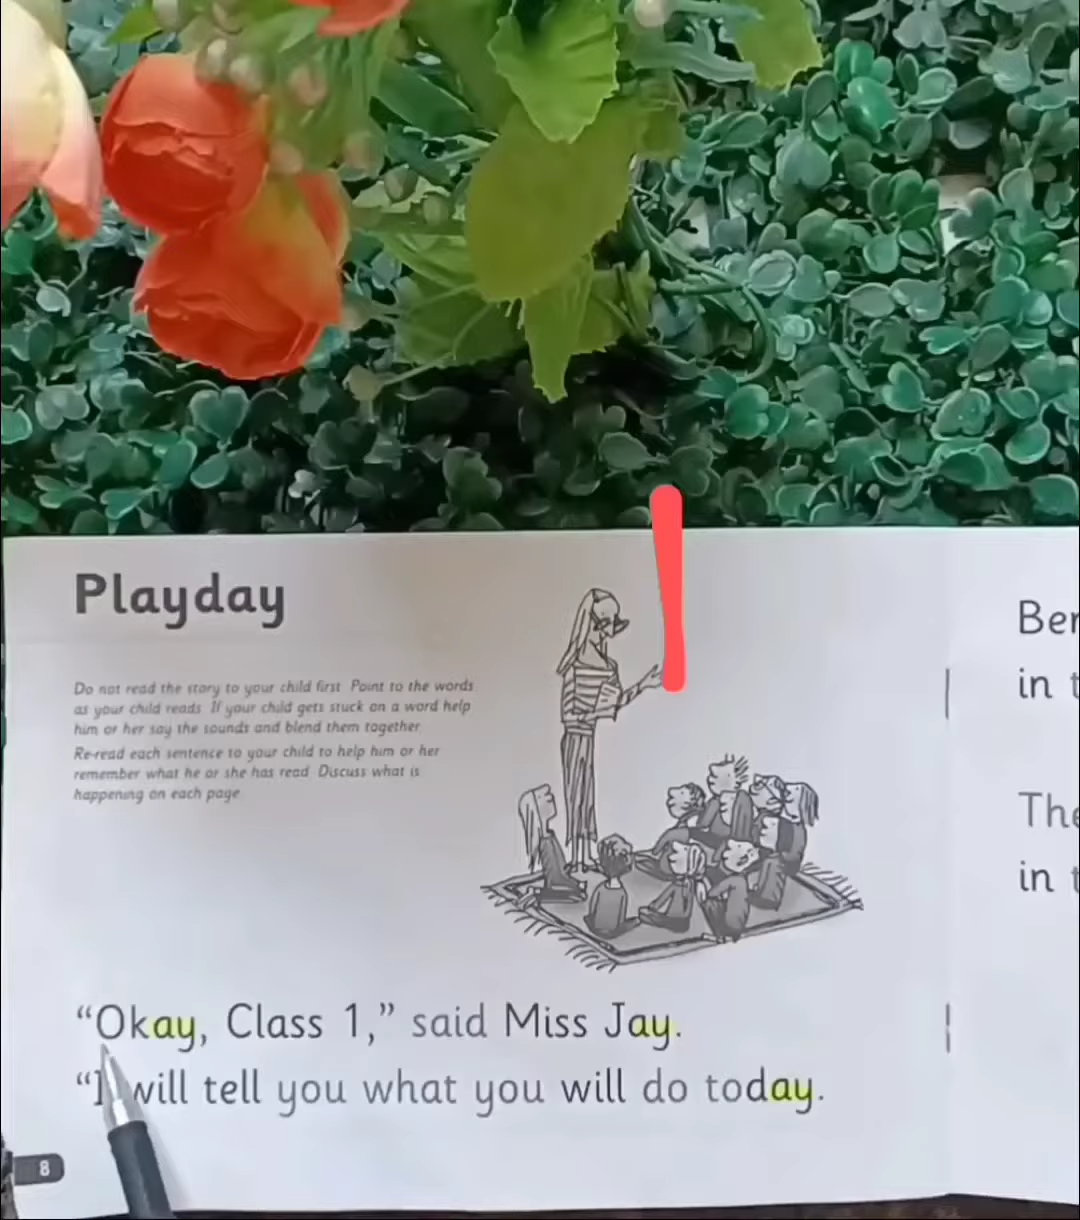 Playday
Do not read the story to your child first. Point to the words
as your child reads. If your child gets stuck on a word help
him or her say the sounds and blend them together.
Re-read each sentence to your child to help him or her
remember what he or she has read. Discuss what is
happening on each page.
“Okay, Class 1,” said Miss Jay.
“I will tell you what you will do today.
8
in
in